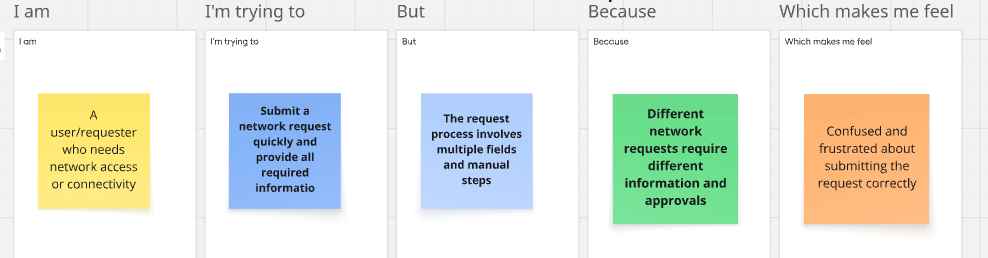 I am
I'm trying to
But
Because
Which makes me feel
I am
I'm trying to
But
Because
Which makes me feel
A
user/requester
who needs
network access
or connectivity
Submit a
network request
quickly and
provide all
required
informatio
The request
process involves
multiple fields
and manual
steps
Different
network
requests require
different
information and
approvals
Confused and
frustrated about
submitting the
request correctly